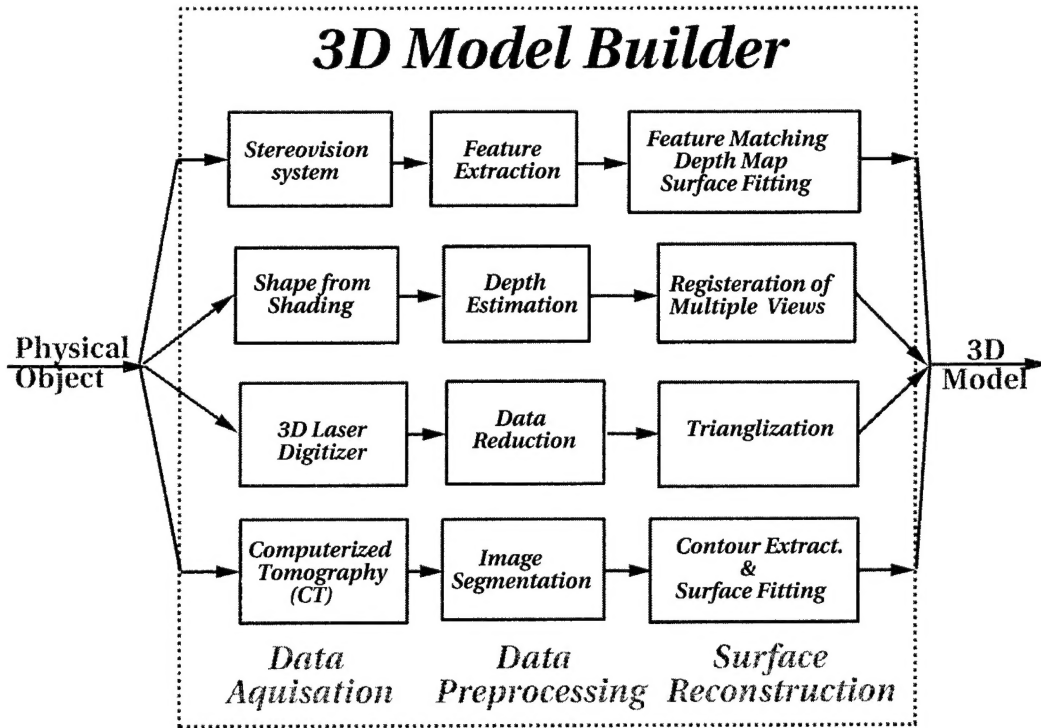 3D Model Builder
Stereovision
system
Feature
Extraction
Feature Matching
Depth Map
Surface Fitting
Shape from
Shading
Depth
Estimation
Registeration of
Multiple Views
Physical
Object
3D
Model
3D Laser
Digitizer
Data
Reduction
Trianglization
Computerized
Tomography
(CT)
Image
Segmentation
Contour Extract.
&
Surface Fitting
Data
Aquisation
Data
Preprocessing
Surface
Reconstruction